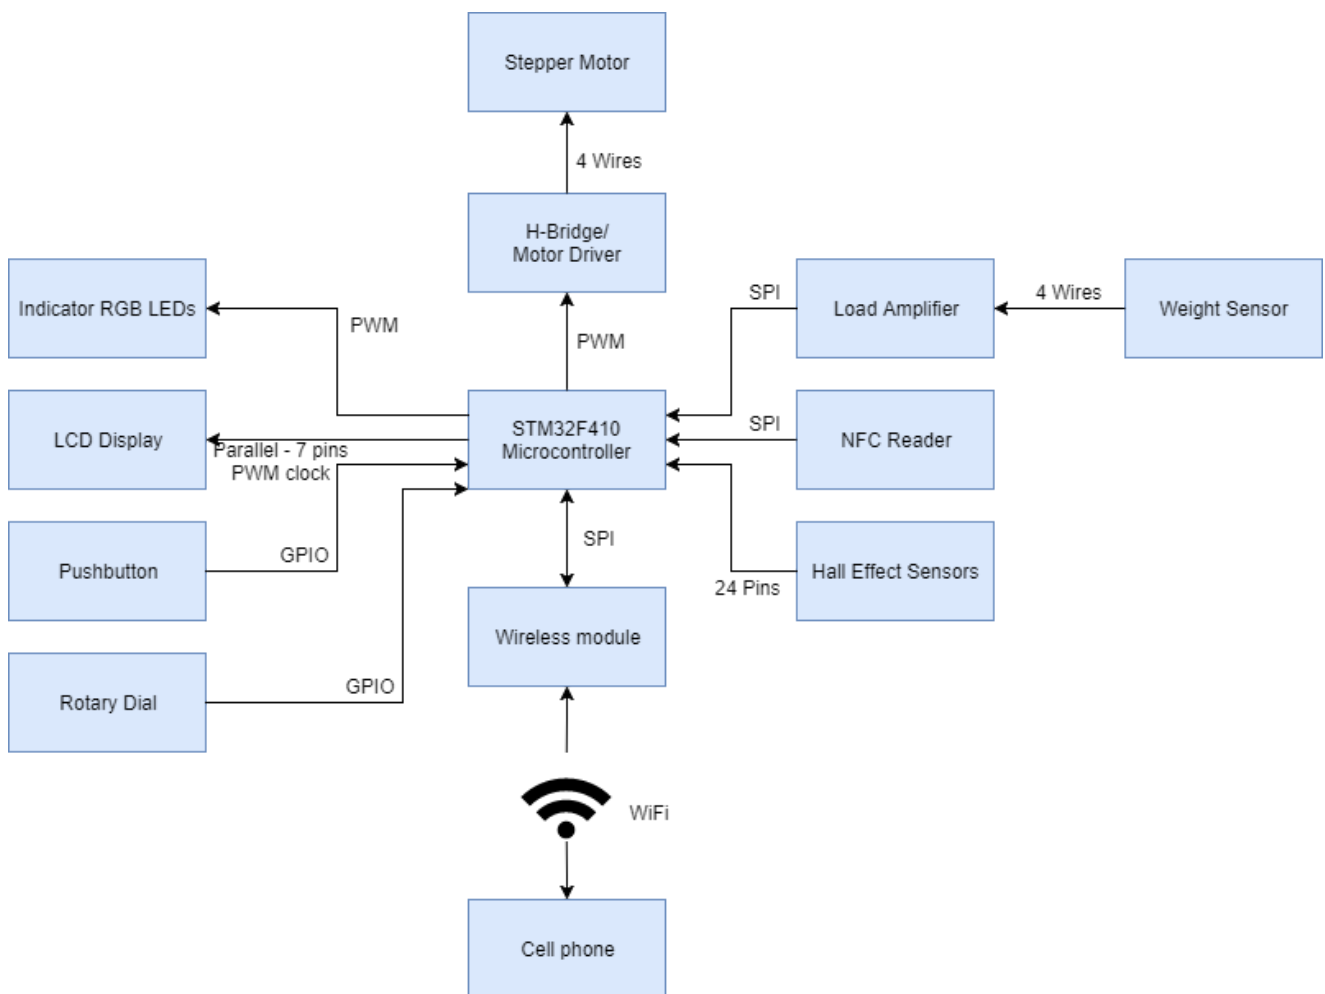 Stepper Motor
4 Wires
H-Bridge/
Motor Driver
Indicator RGB LEDs
PWM
PWM
SPI
Load Amplifier
4 Wires
Weight Sensor
LCD Display
Parallel - 7 pins
PWM clock
STM32F410
Microcontroller
SPI
NFC Reader
Pushbutton
GPIO
SPI
24 Pins
Hall Effect Sensors
Wireless module
Rotary Dial
GPIO
WiFi
Cell phone